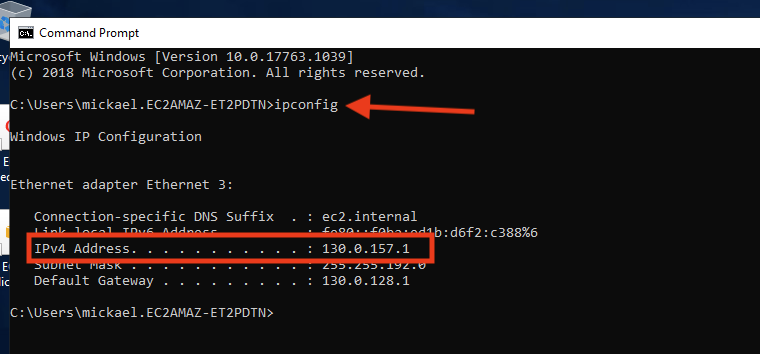 Command Prompt
Microsoft Windows [Version 10.0.17763.1039]
(c) 2018 Microsoft Corporation. All rights reserved.
C:\Users\mickael.EC2AMAZ-ET2PDTN>ipconfig
Windows IP Configuration
Ethernet adapter Ethernet 3:
Connection-specific DNS Suffix . : ec2.internal
Link-local IPv6 Address . . . . . : fe80::f0ba:ed1b:d6f2:c388%6
IPv4 Address. . . . . . . . . . . : 130.0.157.1
Subnet Mask . . . . . . . . . . . : 255.255.192.0
Default Gateway . . . . . . . . . : 130.0.128.1
C:\Users\mickael.EC2AMAZ-ET2PDTN>